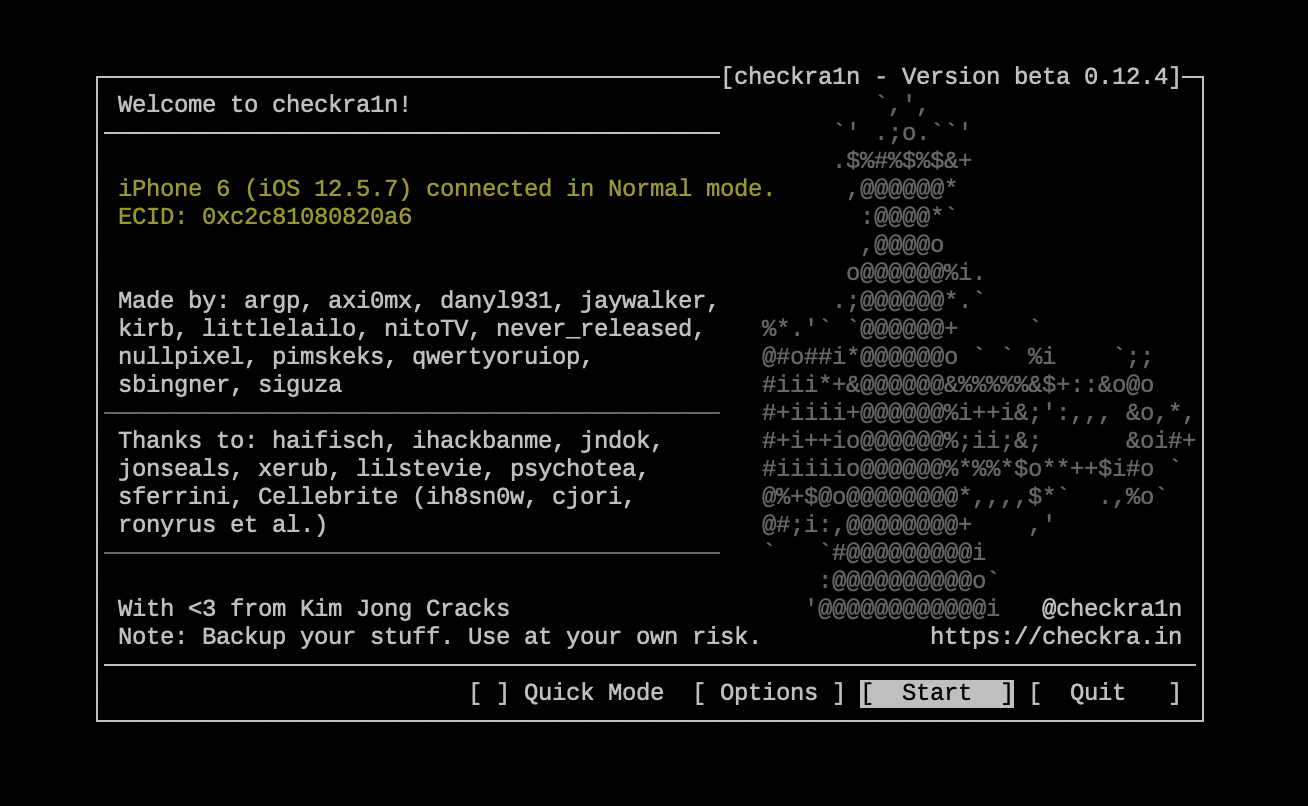 [checkra1n - Version beta 0.12.4]
Welcome to checkra1n!
iPhone 6 (iOS 12.5.7) connected in Normal mode.
ECID: 0xc2c81080820a6
Made by: argp, axi0mx, danyl931, jaywalker,
kirb, littlelailo, nitoTV, never_released,
nullpixel, pimskeks, qwertyoruiop,
sbingner, siguza
Thanks to: haifisch, ihackbanme, jndok,
jonseals, xerub, lilstevie, psychotea,
sferrini, Cellebrite (ih8sn0w, cjori,
ronyrus et al.)
With <3 from Kim Jong Cracks
@checkra1n
Note: Backup your stuff. Use at your own risk.
https://checkra.in
[ ] Quick Mode [ Options ] [ Start ] [ Quit ]